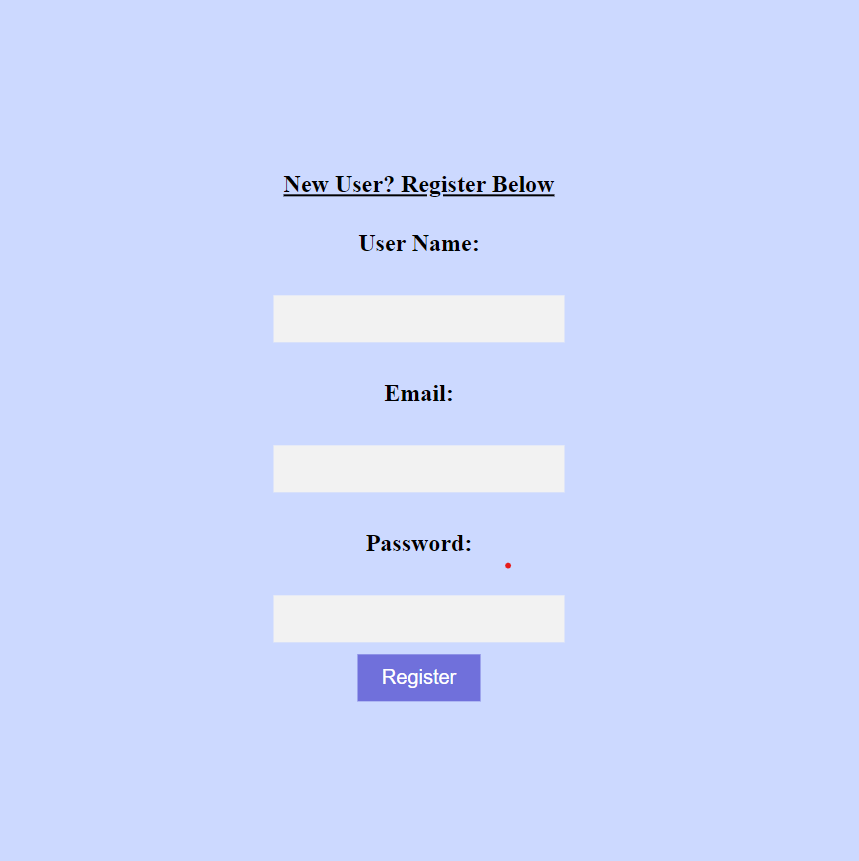 New User? Register Below
User Name:
Email:
Password:
Register